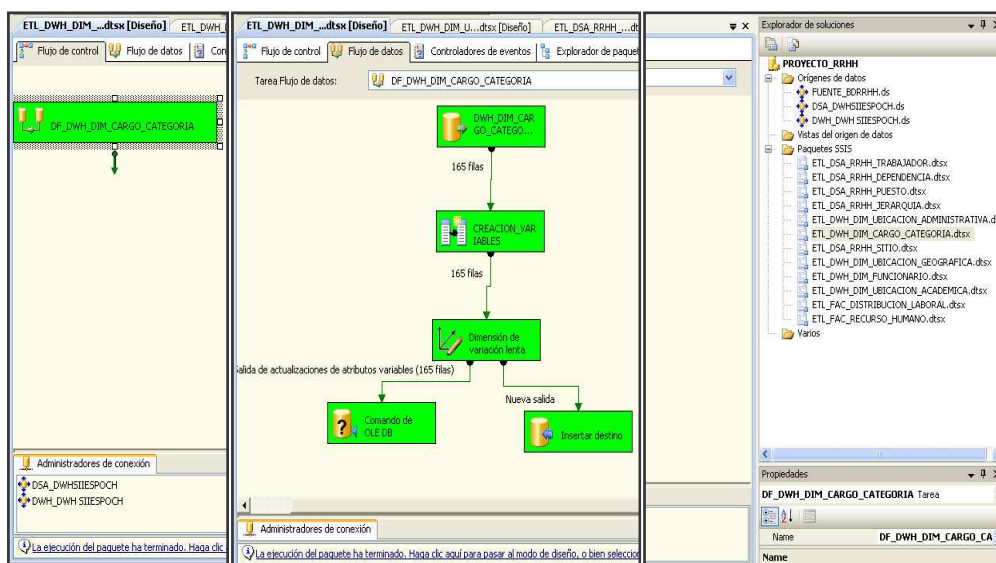 ETL_DWH_DIM_...dtsx [Diseño] ETL_DWH_
Flujo de control Flujo de datos Con
DF_DWH_DIM_CARGO_CATEGORIA
Administradores de conexión
DSA_DWHSIIESPOCH
DWH_DWH SIIESPOCH
La ejecución del paquete ha terminado. Haga clic
ETL_DWH_DIM_...dtsx [Diseño] ETL_DWH_DIM_U...dtsx [Diseño] ETL_DSA_RRHH_...dt
Flujo de control Flujo de datos Controladores de eventos Explorador de paque
Tarea Flujo de datos: DF_DWH_DIM_CARGO_CATEGORIA
DWH_DIM_CAR
GO_CATEGO...
165 filas
CREACION_VAR
IABLES
165 filas
Dimensión de
variación lenta
Salida de actualizaciones de atributos variables (165 filas)
Nueva salida
Comando de
OLE DB
Insertar destino
Administradores de conexión
La ejecución del paquete ha terminado. Haga clic aquí para pasar al modo de diseño, o bien seleccion
Explorador de soluciones
PROYECTO_RRHH
Orígenes de datos
FUENTE_BDRRHH.ds
DSA_DWHSIIESPOCH.ds
DWH_DWH SIIESPOCH.ds
Vistas del origen de datos
Paquetes SSIS
ETL_DSA_RRHH_TRABAJADOR.dtsx
ETL_DSA_RRHH_DEPENDENCIA.dtsx
ETL_DSA_RRHH_PUESTO.dtsx
ETL_DSA_RRHH_JERARQUIA.dtsx
ETL_DWH_DIM_UBICACION_ADMINISTRATIVA.d
ETL_DWH_DIM_CARGO_CATEGORIA.dtsx
ETL_DSA_RRHH_SITIO.dtsx
ETL_DWH_DIM_UBICACION_GEOGRAFICA.dtsx
ETL_DWH_DIM_FUNCIONARIO.dtsx
ETL_DWH_DIM_UBICACION_ACADEMICA.dtsx
ETL_FAC_DISTRIBUCION_LABORAL.dtsx
ETL_FAC_RECURSO_HUMANO.dtsx
Varios
Propiedades
DF_DWH_DIM_CARGO_CATEGORIA Tarea
Name DF_DWH_DIM_CARGO_CA
Name